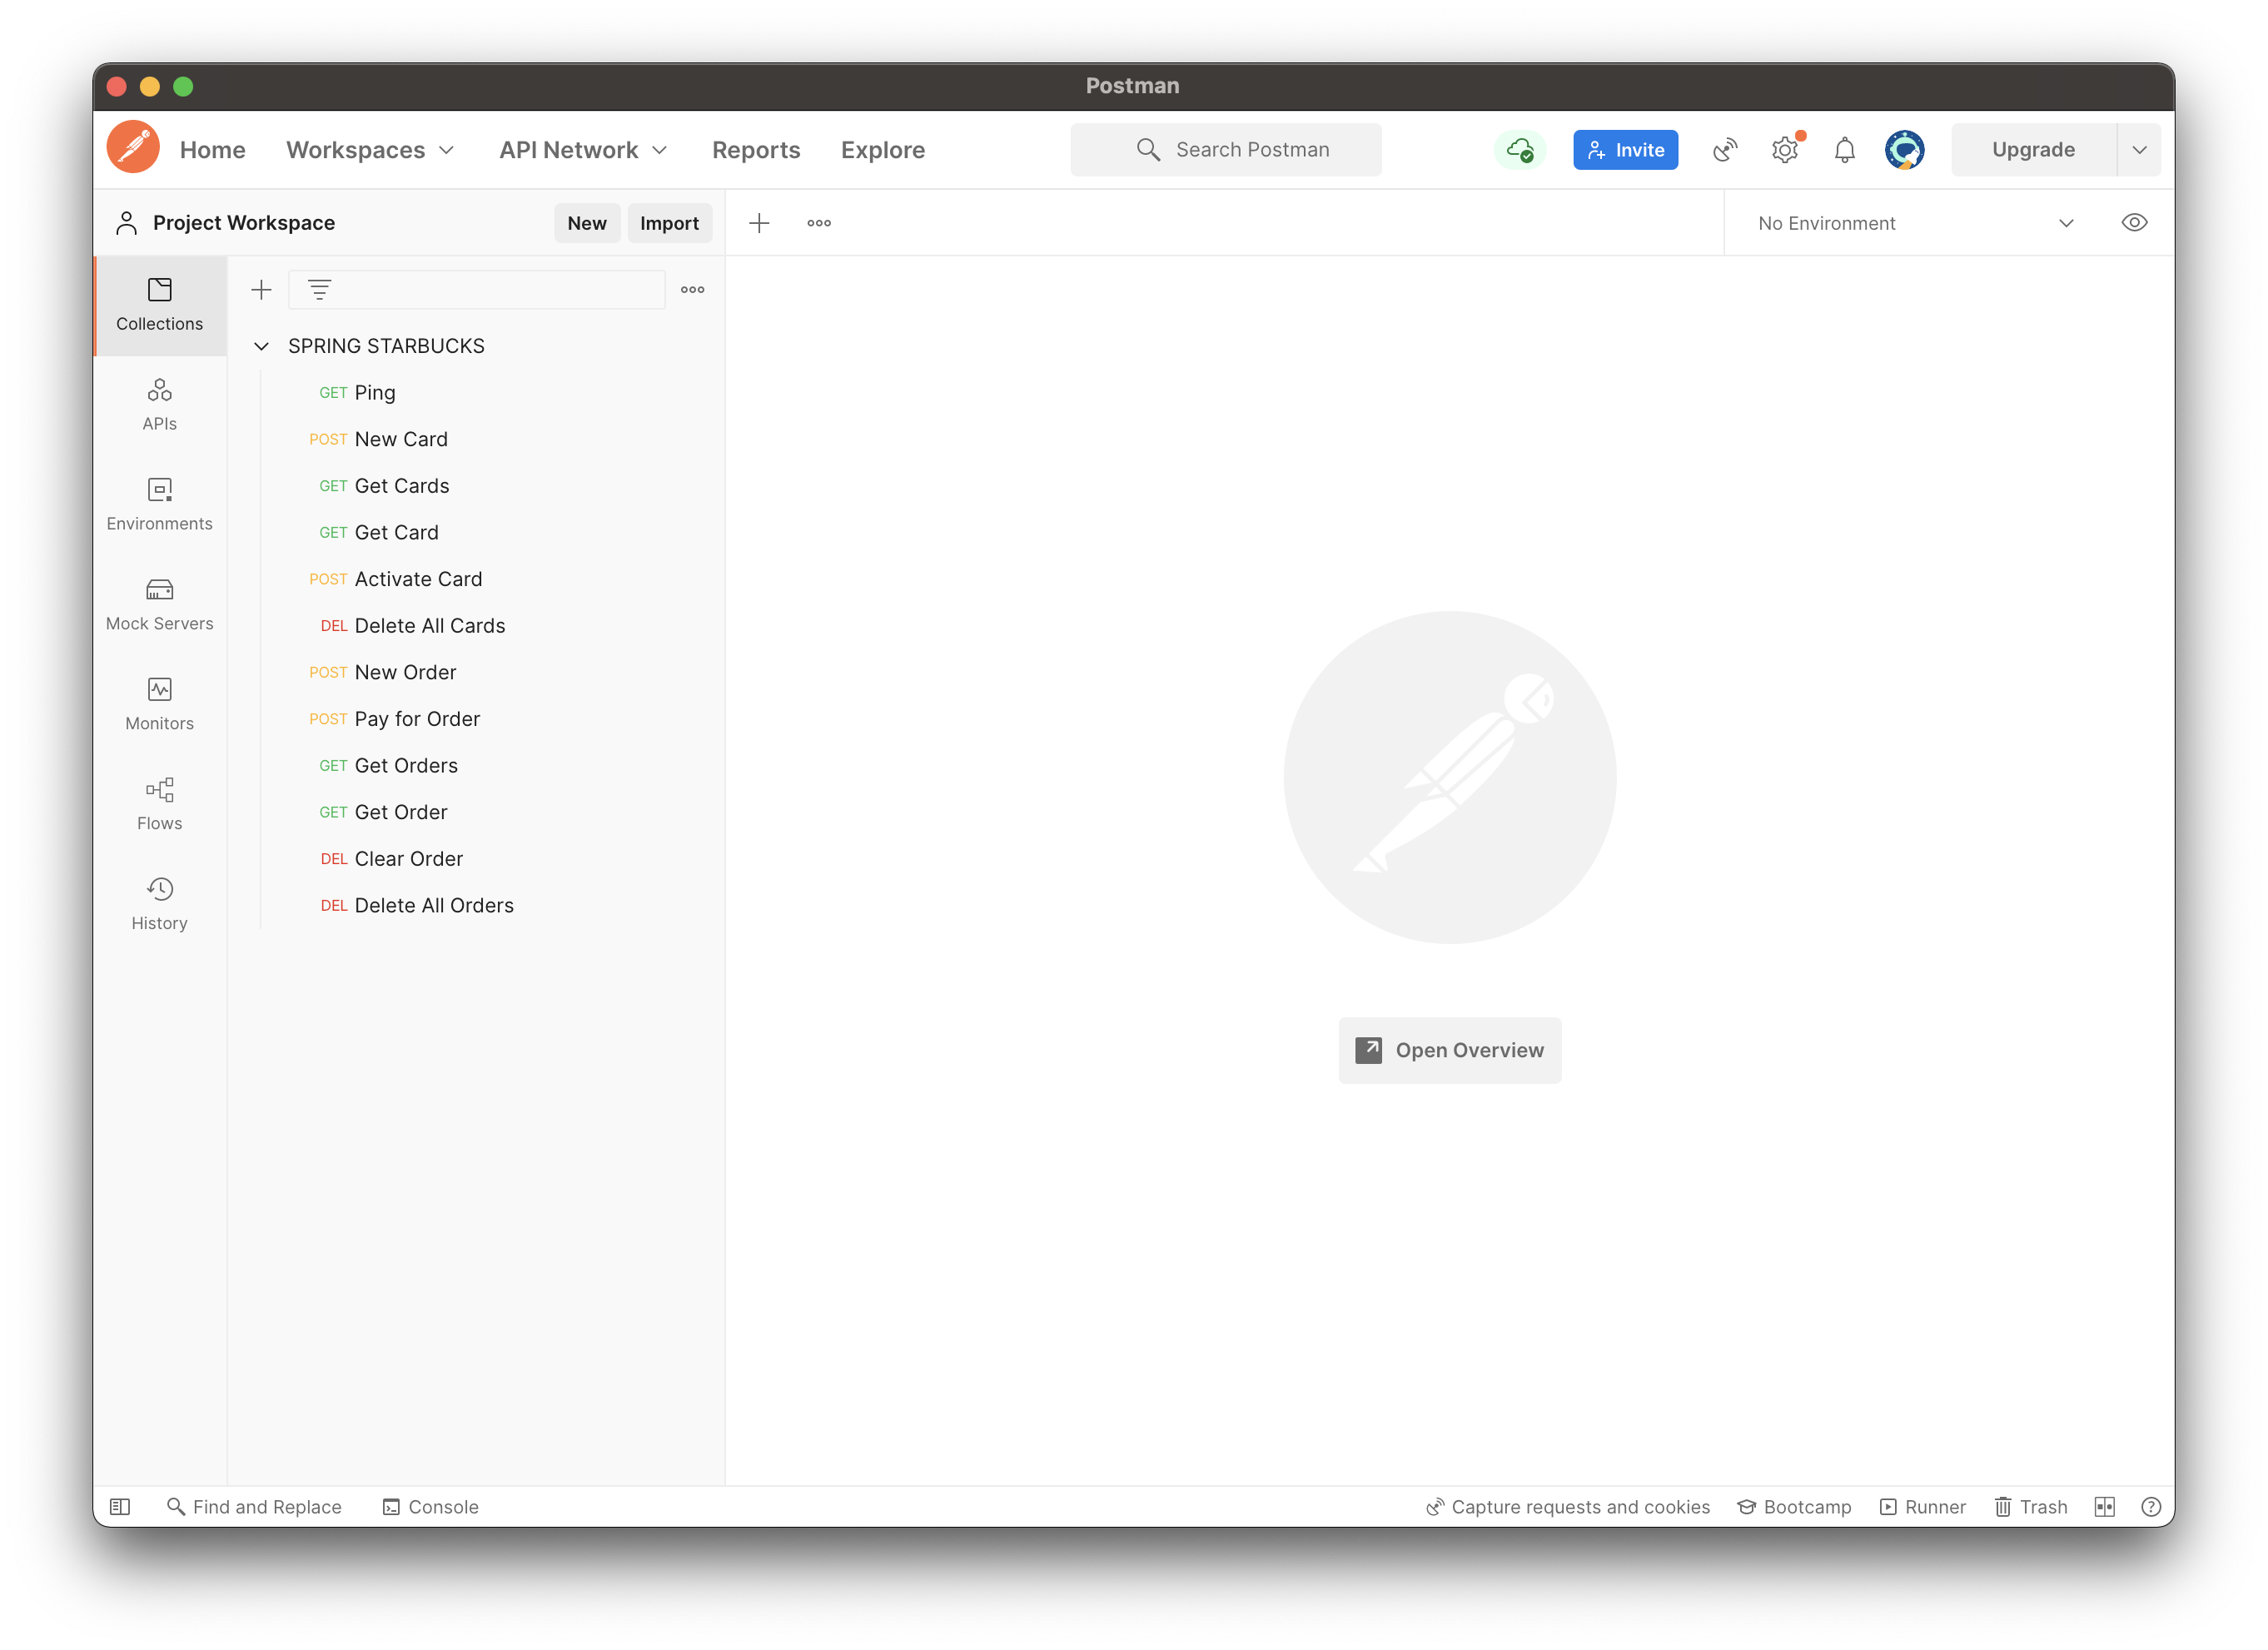 Postman
Home Workspaces API Network Reports Explore Search Postman Invite Upgrade
Project Workspace New Import No Environment
Collections
APIs
Environments
Mock Servers
Monitors
Flows
History
SPRING STARBUCKS
GET Ping
POST New Card
GET Get Cards
GET Get Card
POST Activate Card
DEL Delete All Cards
POST New Order
POST Pay for Order
GET Get Orders
GET Get Order
DEL Clear Order
DEL Delete All Orders
Open Overview
Find and Replace Console Capture requests and cookies Bootcamp Runner Trash